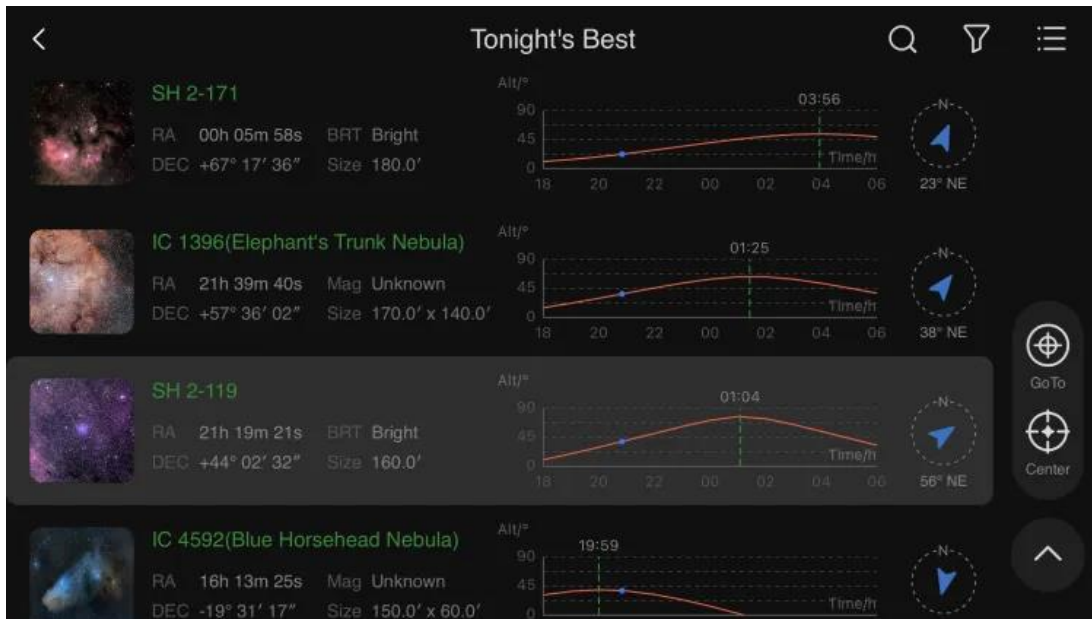 Tonight's Best
SH 2-171
RA 00h 05m 58s BRT Bright
DEC +67° 17′ 36″ Size 180.0′
Alt/°
90
45
0
03:56
Time/h
18 20 22 00 02 04 06
N
23° NE
IC 1396(Elephant's Trunk Nebula)
RA 21h 39m 40s Mag Unknown
DEC +57° 36′ 02″ Size 170.0′ x 140.0′
Alt/°
90
45
0
01:25
Time/h
18 20 22 00 02 04 06
N
38° NE
SH 2-119
RA 21h 19m 21s BRT Bright
DEC +44° 02′ 32″ Size 160.0′
Alt/°
90
45
0
01:04
Time/h
18 20 22 00 02 04 06
N
56° NE
GoTo
Center
IC 4592(Blue Horsehead Nebula)
RA 16h 13m 25s Mag Unknown
DEC -19° 31′ 17″ Size 150.0′ x 60.0′
Alt/°
90
45
0
19:59
Time/h
N